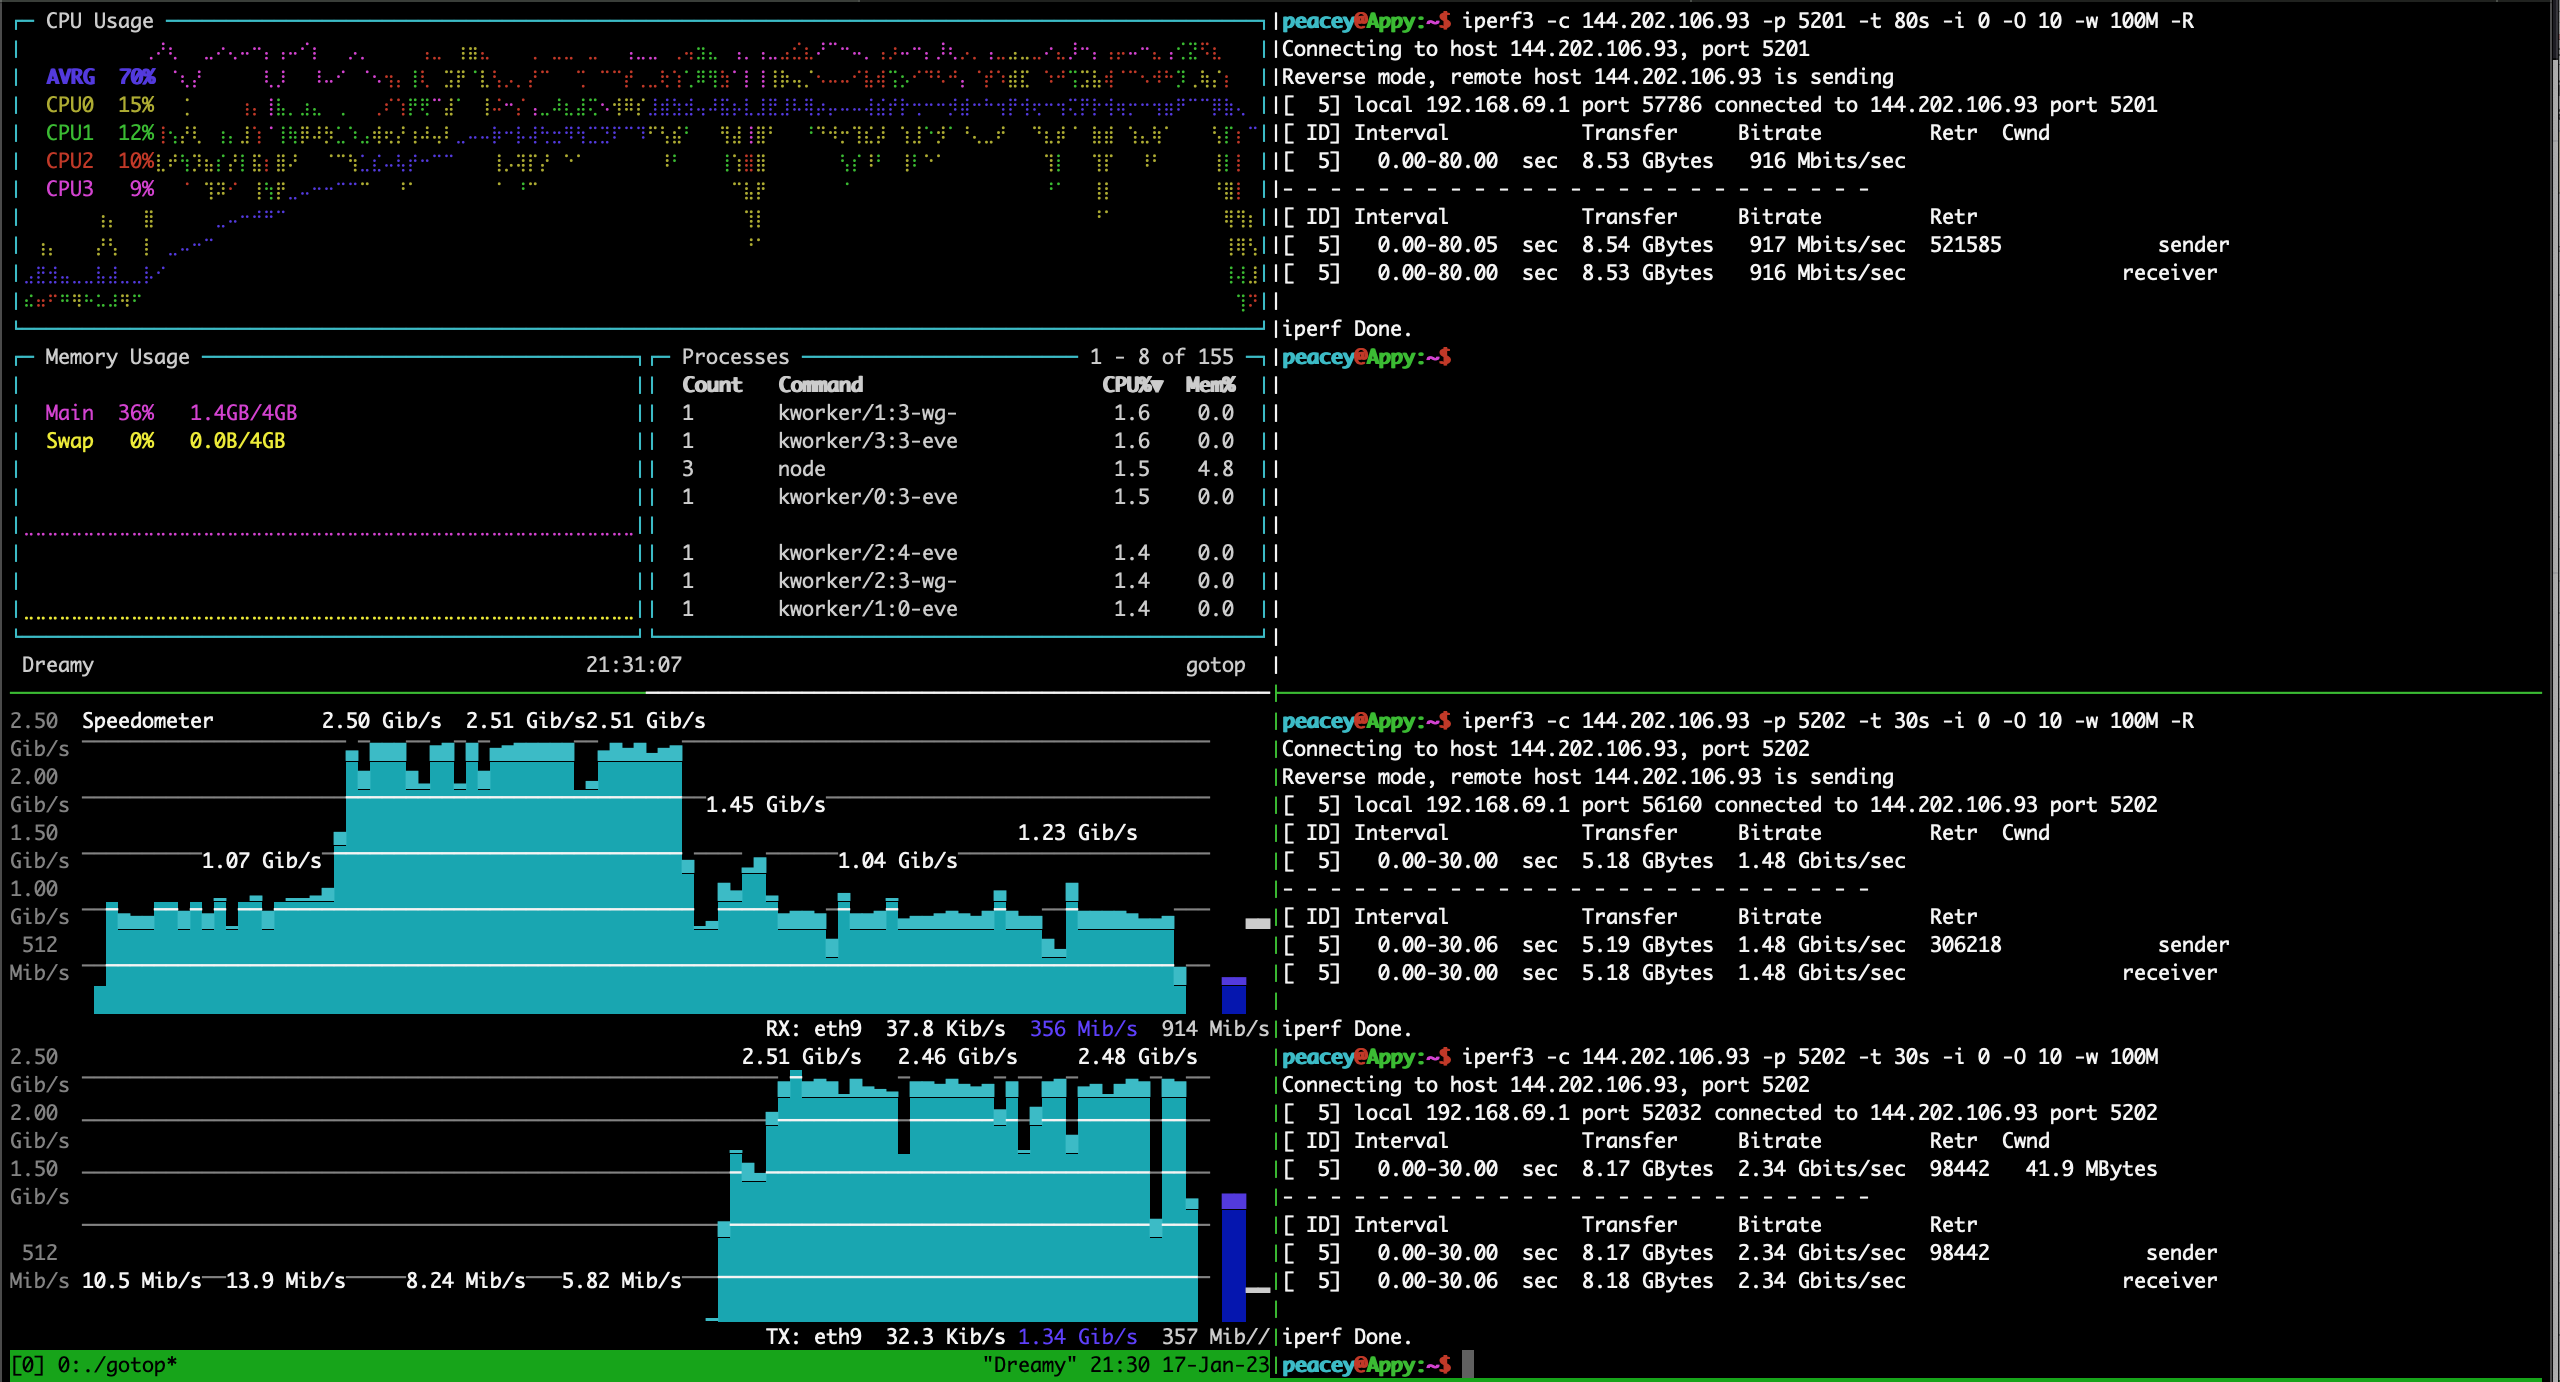 CPU Usage
AVRG 70%
CPU0 15%
CPU1 12%
CPU2 10%
CPU3 9%
Memory Usage
Main 36% 1.4GB/4GB
Swap 0% 0.0B/4GB
Processes 1 - 8 of 155
Count Command CPU%▼ Mem%
1 kworker/1:3-wg- 1.6 0.0
1 kworker/3:3-eve 1.6 0.0
3 node 1.5 4.8
1 kworker/0:3-eve 1.5 0.0
1 kworker/2:4-eve 1.4 0.0
1 kworker/2:3-wg- 1.4 0.0
1 kworker/1:0-eve 1.4 0.0
Dreamy 21:31:07 gotop
2.50 Speedometer 2.50 Gib/s 2.51 Gib/s2.51 Gib/s
Gib/s
2.00
Gib/s 1.45 Gib/s
1.50 1.23 Gib/s
Gib/s 1.07 Gib/s 1.04 Gib/s
1.00
Gib/s
512
Mib/s
RX: eth9 37.8 Kib/s 356 Mib/s 914 Mib/s
2.50 2.51 Gib/s 2.46 Gib/s 2.48 Gib/s
Gib/s
2.00
Gib/s
1.50
Gib/s
512
Mib/s 10.5 Mib/s 13.9 Mib/s 8.24 Mib/s 5.82 Mib/s
TX: eth9 32.3 Kib/s 1.34 Gib/s 357 Mib//
[0] 0:./gotop* "Dreamy" 21:30 17-Jan-23
peacey@Appy:~$ iperf3 -c 144.202.106.93 -p 5201 -t 80s -i 0 -O 10 -w 100M -R
Connecting to host 144.202.106.93, port 5201
Reverse mode, remote host 144.202.106.93 is sending
[  5] local 192.168.69.1 port 57786 connected to 144.202.106.93 port 5201
[ ID] Interval Transfer Bitrate Retr Cwnd
[  5] 0.00-80.00 sec 8.53 GBytes 916 Mbits/sec
- - - - - - - - - - - - - - - - - - - - - - - - -
[ ID] Interval Transfer Bitrate Retr
[  5] 0.00-80.05 sec 8.54 GBytes 917 Mbits/sec 521585 sender
[  5] 0.00-80.00 sec 8.53 GBytes 916 Mbits/sec receiver
iperf Done.
peacey@Appy:~$
peacey@Appy:~$ iperf3 -c 144.202.106.93 -p 5202 -t 30s -i 0 -O 10 -w 100M -R
Connecting to host 144.202.106.93, port 5202
Reverse mode, remote host 144.202.106.93 is sending
[  5] local 192.168.69.1 port 56160 connected to 144.202.106.93 port 5202
[ ID] Interval Transfer Bitrate Retr Cwnd
[  5] 0.00-30.00 sec 5.18 GBytes 1.48 Gbits/sec
- - - - - - - - - - - - - - - - - - - - - - - - -
[ ID] Interval Transfer Bitrate Retr
[  5] 0.00-30.06 sec 5.19 GBytes 1.48 Gbits/sec 306218 sender
[  5] 0.00-30.00 sec 5.18 GBytes 1.48 Gbits/sec receiver
iperf Done.
peacey@Appy:~$ iperf3 -c 144.202.106.93 -p 5202 -t 30s -i 0 -O 10 -w 100M
Connecting to host 144.202.106.93, port 5202
[  5] local 192.168.69.1 port 52032 connected to 144.202.106.93 port 5202
[ ID] Interval Transfer Bitrate Retr Cwnd
[  5] 0.00-30.00 sec 8.17 GBytes 2.34 Gbits/sec 98442 41.9 MBytes
- - - - - - - - - - - - - - - - - - - - - - - - -
[ ID] Interval Transfer Bitrate Retr
[  5] 0.00-30.00 sec 8.17 GBytes 2.34 Gbits/sec 98442 sender
[  5] 0.00-30.06 sec 8.18 GBytes 2.34 Gbits/sec receiver
iperf Done.
peacey@Appy:~$